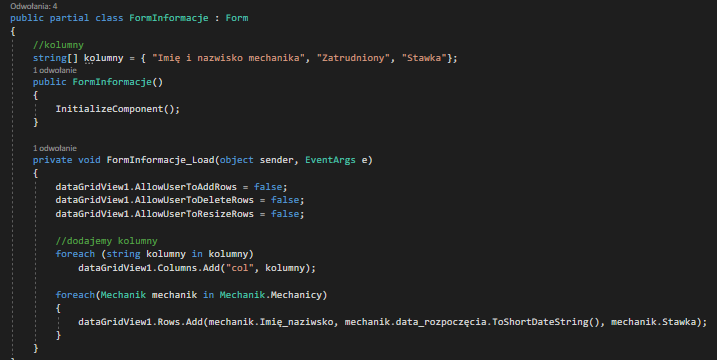 Odwołania: 4
public partial class FormInformacje : Form
{
//kolumny
string[] kolumny = { "Imię i nazwisko mechanika", "Zatrudniony", "Stawka"};
1 odwołanie
public FormInformacje()
{
InitializeComponent();
}
1 odwołanie
private void FormInformacje_Load(object sender, EventArgs e)
{
dataGridView1.AllowUserToAddRows = false;
dataGridView1.AllowUserToDeleteRows = false;
dataGridView1.AllowUserToResizeRows = false;
//dodajemy kolumny
foreach (string kolumny in kolumny)
dataGridView1.Columns.Add("col", kolumny);
foreach(Mechanik mechanik in Mechanik.Mechanicy)
{
dataGridView1.Rows.Add(mechanik.Imię_naziwsko, mechanik.data_rozpoczęcia.ToShortDateString(), mechanik.Stawka);
}
}